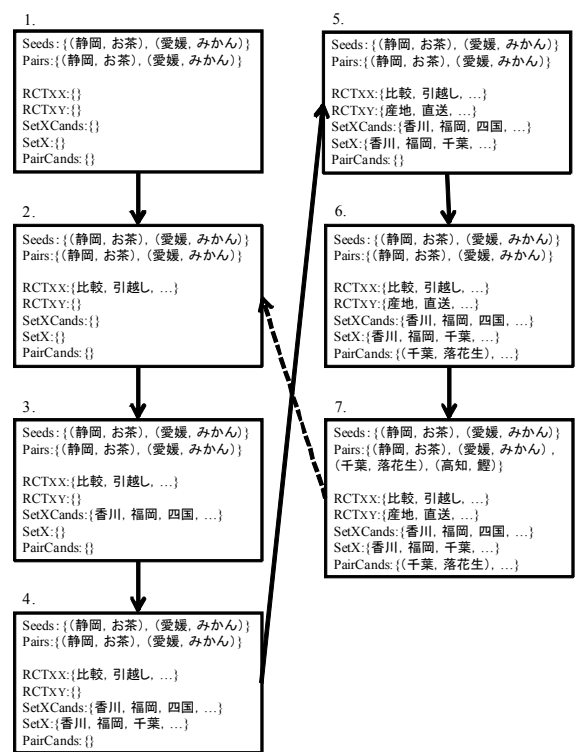 1.
Seeds:{(静岡, お茶), (愛媛, みかん)}
Pairs:{(静岡, お茶), (愛媛, みかん)}
RCTXX:{}
RCTXY:{}
SetXCands:{}
SetX:{}
PairCands:{}
2.
Seeds:{(静岡, お茶), (愛媛, みかん)}
Pairs:{(静岡, お茶), (愛媛, みかん)}
RCTXX:{比較, 引越し, …}
RCTXY:{}
SetXCands:{}
SetX:{}
PairCands:{}
3.
Seeds:{(静岡, お茶), (愛媛, みかん)}
Pairs:{(静岡, お茶), (愛媛, みかん)}
RCTXX:{比較, 引越し, …}
RCTXY:{}
SetXCands:{香川, 福岡, 四国, …}
SetX:{}
PairCands:{}
4.
Seeds:{(静岡, お茶), (愛媛, みかん)}
Pairs:{(静岡, お茶), (愛媛, みかん)}
RCTXX:{比較, 引越し, …}
RCTXY:{}
SetXCands:{香川, 福岡, 四国, …}
SetX:{香川, 福岡, 千葉, …}
PairCands:{}
5.
Seeds:{(静岡, お茶), (愛媛, みかん)}
Pairs:{(静岡, お茶), (愛媛, みかん)}
RCTXX:{比較, 引越し, …}
RCTXY:{産地, 直送, …}
SetXCands:{香川, 福岡, 四国, …}
SetX:{香川, 福岡, 千葉, …}
PairCands:{}
6.
Seeds:{(静岡, お茶), (愛媛, みかん)}
Pairs:{(静岡, お茶), (愛媛, みかん)}
RCTXX:{比較, 引越し, …}
RCTXY:{産地, 直送, …}
SetXCands:{香川, 福岡, 四国, …}
SetX:{香川, 福岡, 千葉, …}
PairCands:{(千葉, 落花生), …}
7.
Seeds:{(静岡, お茶), (愛媛, みかん)}
Pairs:{(静岡, お茶), (愛媛, みかん) ,
(千葉, 落花生), (高知, 鰹)}
RCTXX:{比較, 引越し, …}
RCTXY:{産地, 直送, …}
SetXCands:{香川, 福岡, 四国, …}
SetX:{香川, 福岡, 千葉, …}
PairCands:{(千葉, 落花生), …}